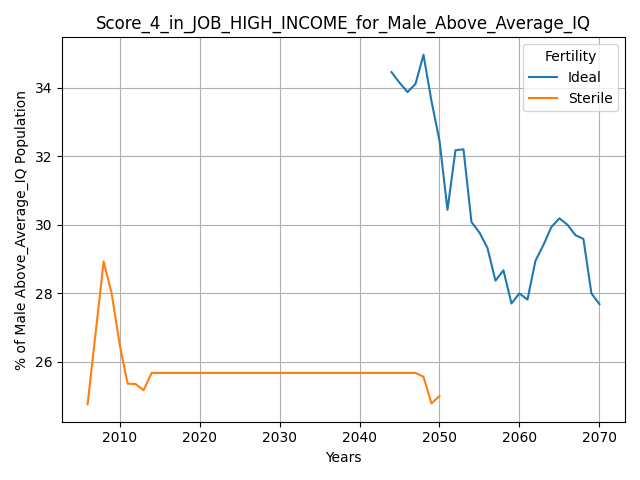 Score_4_in_JOB_HIGH_INCOME_for_Male_Above_Average_IQ
Fertility
Ideal
Sterile
% of Male Above_Average_IQ Population
34
32
30
28
26
2010
2020
2030
2040
2050
2060
2070
Years